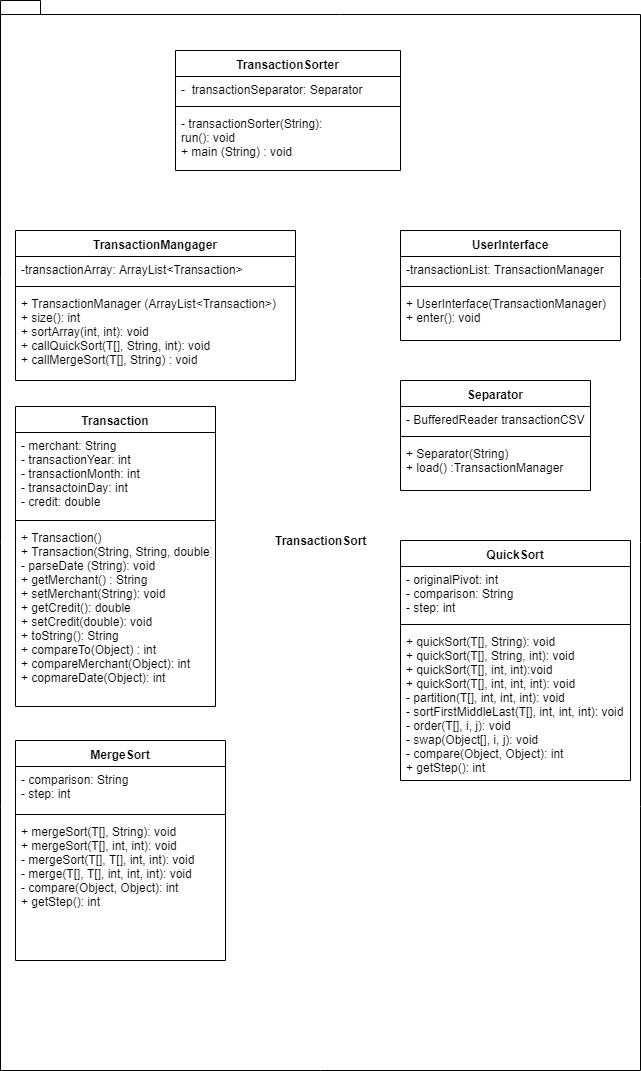 TransactionSorter
- transactionSeparator: Separator
- transactionSorter(String):
run(): void
+ main (String) : void
TransactionMangager
-transactionArray: ArrayList<Transaction>
+ TransactionManager (ArrayList<Transaction>)
+ size(): int
+ sortArray(int, int): void
+ callQuickSort(T[], String, int): void
+ callMergeSort(T[], String) : void
UserInterface
-transactionList: TransactionManager
+ UserInterface(TransactionManager)
+ enter(): void
Separator
- BufferedReader transactionCSV
+ Separator(String)
+ load() :TransactionManager
Transaction
- merchant: String
- transactionYear: int
- transactionMonth: int
- transactoinDay: int
- credit: double
+ Transaction()
+ Transaction(String, String, double)
- parseDate (String): void
+ getMerchant() : String
+ setMerchant(String): void
+ getCredit(): double
+ setCredit(double): void
+ toString(): String
+ compareTo(Object) : int
+ compareMerchant(Object): int
+ copmareDate(Object): int
TransactionSort
QuickSort
- originalPivot: int
- comparison: String
- step: int
+ quickSort(T[], String): void
+ quickSort(T[], String, int): void
+ quickSort(T[], int, int):void
+ quickSort(T[], int, int, int): void
- partition(T[], int, int, int): void
- sortFirstMiddleLast(T[], int, int, int): void
- order(T[], i, j): void
- swap(Object[], i, j): void
- compare(Object, Object): int
+ getStep(): int
MergeSort
- comparison: String
- step: int
+ mergeSort(T[], String): void
+ mergeSort(T[], int, int): void
- mergeSort(T[], T[], int, int): void
- merge(T[], T[], int, int, int): void
- compare(Object, Object): int
+ getStep(): int